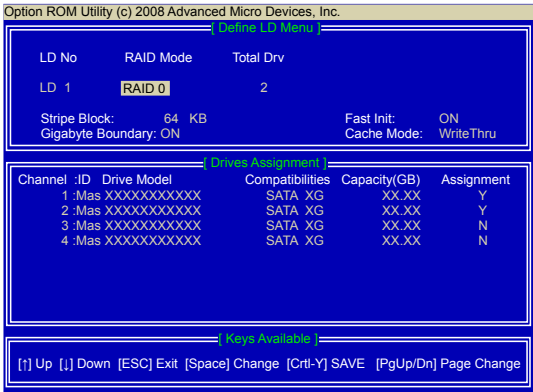 Option ROM Utility (c) 2008 Advanced Micro Devices, Inc.
[ Define LD Menu ]
LD No RAID Mode Total Drv
LD 1 RAID 0 2
Stripe Block: 64 KB Fast Init: ON
Gigabyte Boundary: ON Cache Mode: WriteThru
[ Drives Assignment ]
Channel :ID Drive Model Compatibilities Capacity(GB) Assignment
1 :Mas XXXXXXXXXXX SATA XG XX.XX Y
2 :Mas XXXXXXXXXXX SATA XG XX.XX Y
3 :Mas XXXXXXXXXXX SATA XG XX.XX N
4 :Mas XXXXXXXXXXX SATA XG XX.XX N
[ Keys Available ]
[↑] Up [↓] Down [ESC] Exit [Space] Change [Crtl-Y] SAVE [PgUp/Dn] Page Change